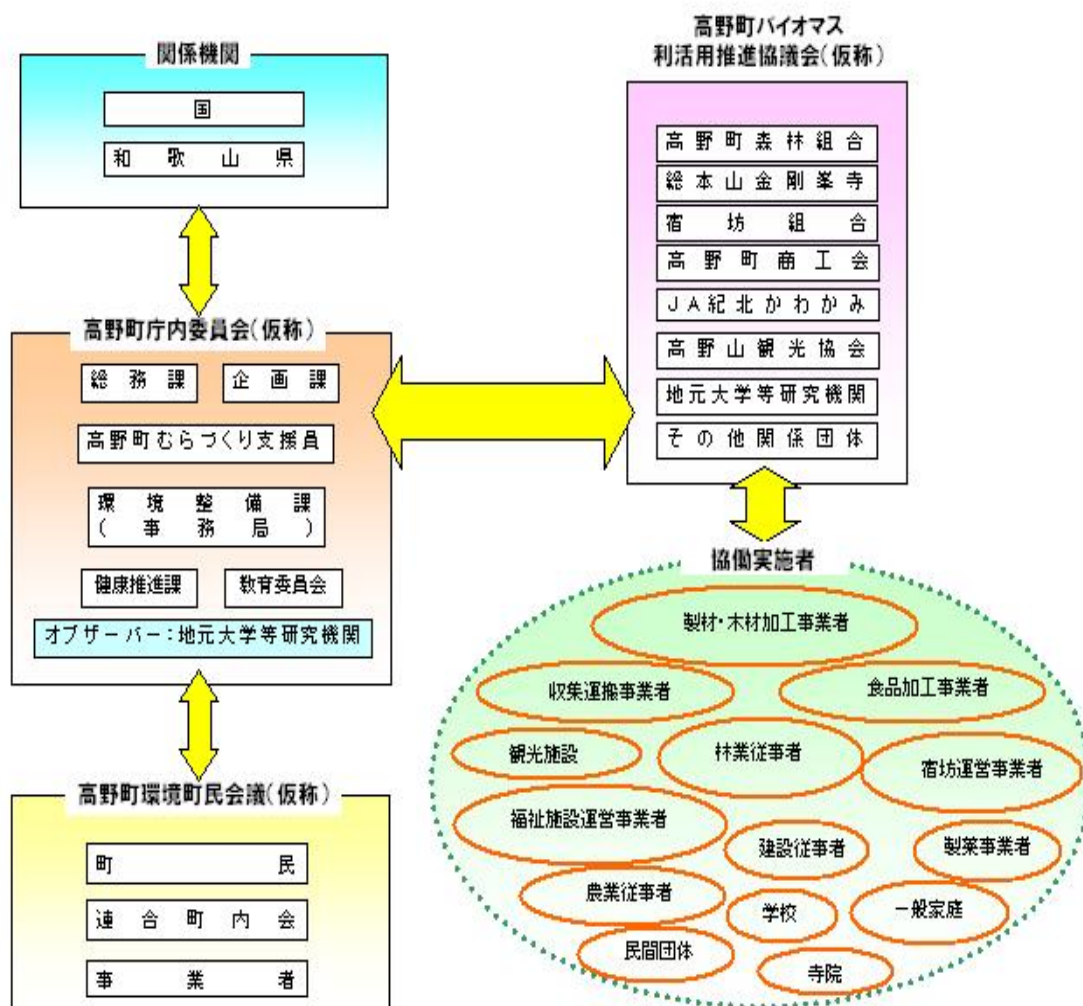 関係機関
国
和歌山県
高野町庁内委員会(仮称)
総務課
企画課
高野町むらづくり支援員
環境整備課
(事務局)
健康推進課
教育委員会
オブザーバー:地元大学等研究機関
高野町環境町民会議(仮称)
町民
連合町内会
事業者
高野町バイオマス
利活用推進協議会(仮称)
高野町森林組合
総本山金剛峯寺
宿坊組合
高野町商工会
JA紀北かわかみ
高野山観光協会
地元大学等研究機関
その他関係団体
協働実施者
製材・木材加工事業者
収集運搬事業者
食品加工事業者
観光施設
林業従事者
宿坊運営事業者
福祉施設運営事業者
建設従事者
製菓事業者
農業従事者
学校
一般家庭
民間団体
寺院